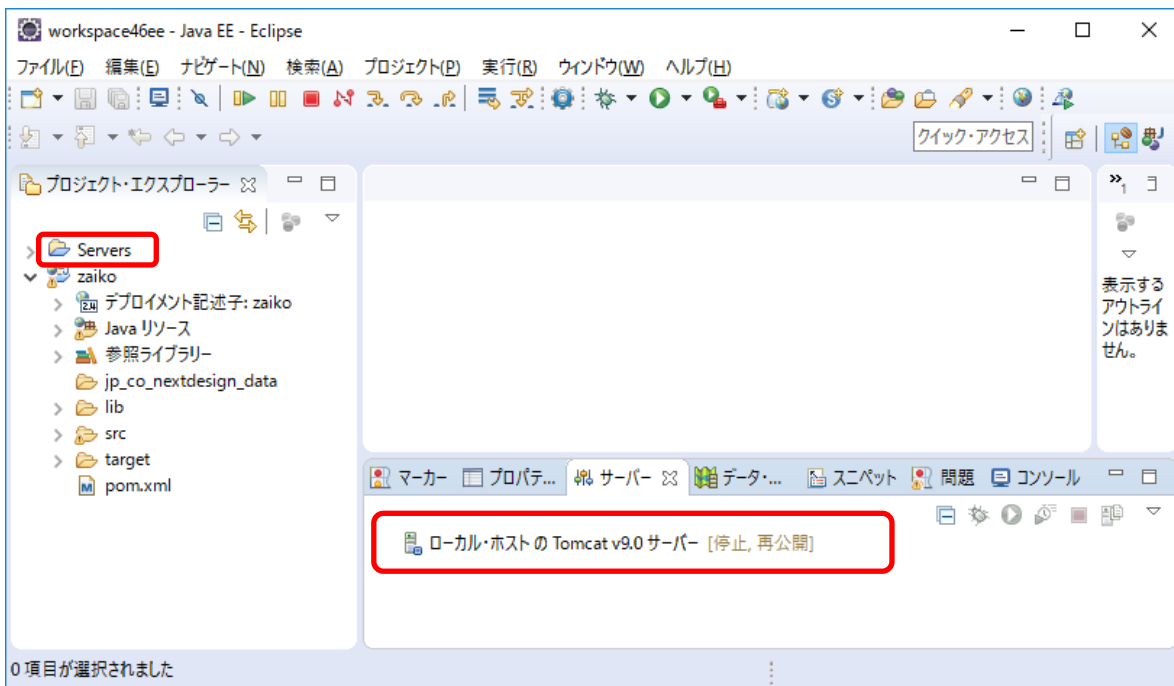 workspace46ee - Java EE - Eclipse
ファイル(F) 編集(E) ナビゲート(N) 検索(A) プロジェクト(P) 実行(R) ウィンドウ(W) ヘルプ(H)
クイック・アクセス
プロジェクト・エクスプローラー
Servers
zaiko
デプロイメント記述子: zaiko
Java リソース
参照ライブラリー
jp_co_nextdesign_data
lib
src
target
pom.xml
»1
表示する
アウトライ
ンはありま
せん。
マーカー プロパテ... サーバー データ・... スニペット 問題 コンソール
ローカル・ホスト の Tomcat v9.0 サーバー [停止, 再公開]
0 項目が選択されました